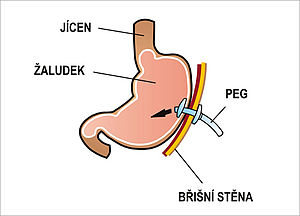 JÍCEN
ŽALUDEK
PEG
BŘIŠNÍ STĚNA